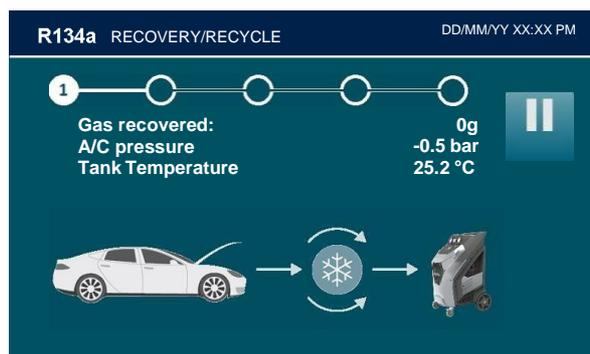 R134a RECOVERY/RECYCLE DD/MM/YY XX:XX PM
1
Gas recovered: 0g
A/C pressure -0.5 bar
Tank Temperature 25.2 °C